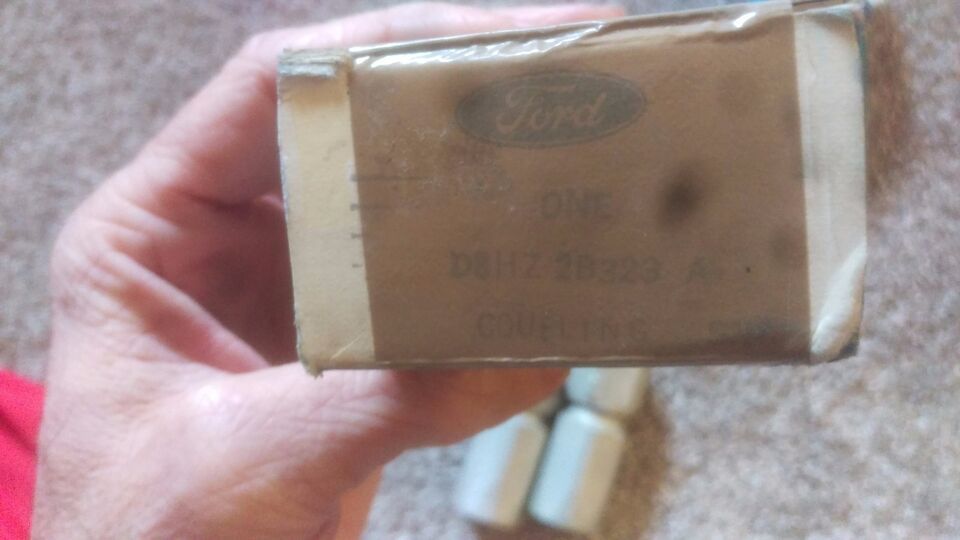 Ford
ONE
D8HZ 2B323 A
COUPLING